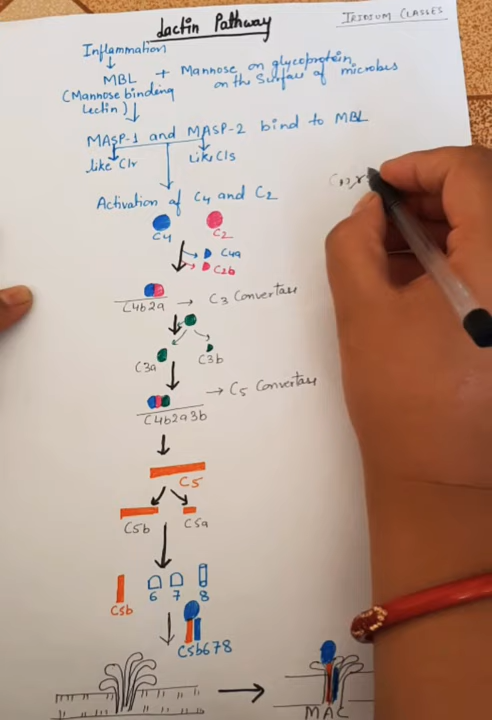 Lactin Pathway
IRIDIUM CLASSES
Inflammation
MBL + Mannose on glycoprotein
on the Surface of microbes
(Mannose binding
lectin)
MASP-1 and MASP-2 bind to MBL
like C1r
like C1s
Activation of C4 and C2
C4
C2
C4a
C2b
C4b2a → C3 Convertase
C3a
C3b
→ C5 Convertase
C4b2a3b
C5
C5b
C5a
C5b
6
7
8
C5b678
MAC